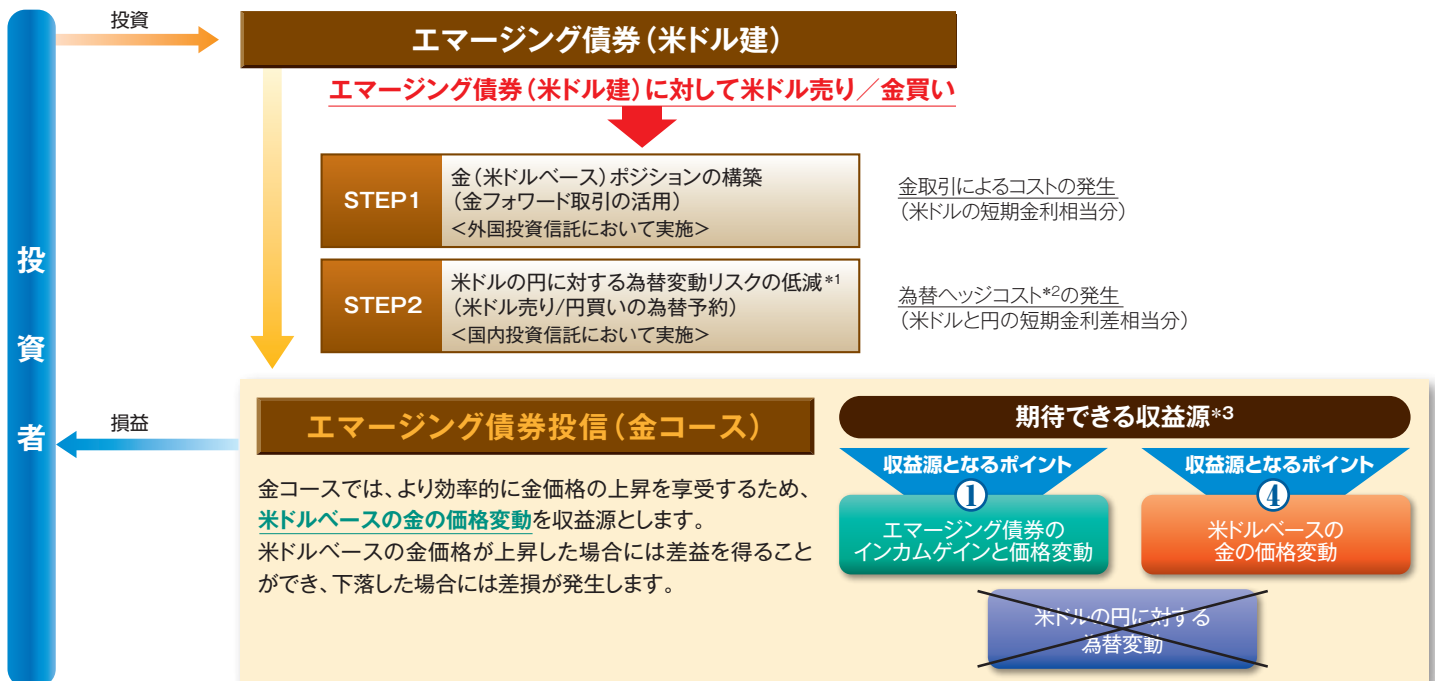 投資
投資者
エマージング債券（米ドル建）
エマージング債券（米ドル建）に対して米ドル売り／金買い
STEP1
金（米ドルベース）ポジションの構築
（金フォワード取引の活用）
＜外国投資信託において実施＞
金取引によるコストの発生
（米ドルの短期金利相当分）
STEP2
米ドルの円に対する為替変動リスクの低減*1
（米ドル売り/円買いの為替予約）
＜国内投資信託において実施＞
為替ヘッジコスト*2の発生
（米ドルと円の短期金利差相当分）
損益
エマージング債券投信（金コース）
金コースでは、より効率的に金価格の上昇を享受するため、
米ドルベースの金の価格変動を収益源とします。
米ドルベースの金価格が上昇した場合には差益を得ること
ができ、下落した場合には差損が発生します。
期待できる収益源*3
収益源となるポイント
①
エマージング債券の
インカムゲインと価格変動
収益源となるポイント
④
米ドルベースの
金の価格変動
米ドルの円に対する
為替変動